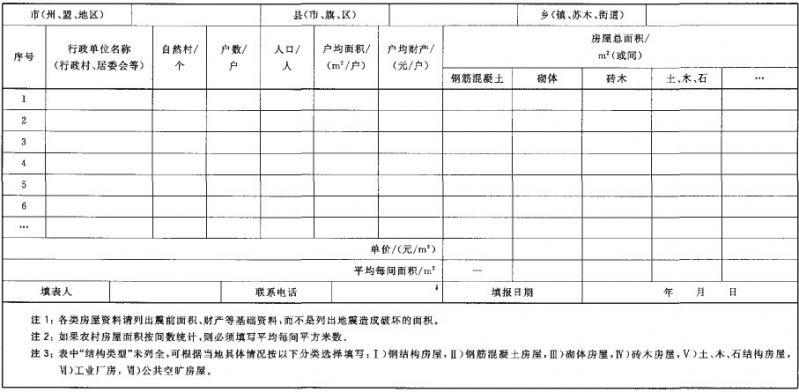 市(州、盟、地区) 县(市、旗、区) 乡(镇、苏木、街道)
序号 行政单位名称(行政村、居委会等) 自然村/个 户数/户 人口/人 户均面积/(m²/户) 户均财产/(元/户) 房屋总面积/m²(或间)
钢筋混凝土 砌体 砖木 土、木、石 …
1
2
3
4
5
6
…
单价/(元/m²)
平均每间面积/m² —
填表人 联系电话 填报日期 年 月 日
注1:各类房屋资料请列出震前面积、财产等基础资料,而不是列出地震造成破坏的面积。
注2:如果农村房屋面积按间数统计,则必须填写平均每间平方米数。
注3:表中“结构类型”未列全,可根据当地具体情况按以下分类选择填写:Ⅰ)钢结构房屋,Ⅱ)钢筋混凝土房屋,Ⅲ)砌体房屋,Ⅳ)砖木房屋,Ⅴ)土、木、石结构房屋,
Ⅵ)工业厂房,Ⅶ)公共空旷房屋。